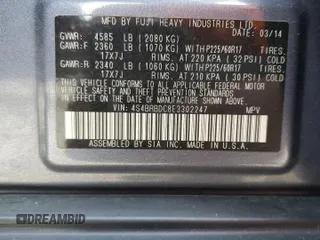 MFD BY FUJI HEAVY INDUSTRIES LTD. 03/14
GVWR: 4585 LB (2080 KG)
GAWR:F 2360 LB (1070 KG) WITH P225/60R17 TIRES.
17X7J RIMS, AT 220 KPA (32 PSI) COLD
GAWR:R 2340 LB (1060 KG) WITH P225/60R17 TIRES.
17X7J RIMS, AT 210 KPA (30 PSI) COLD
THIS VEHICLE CONFORMS TO ALL APPLICABLE FEDERAL MOTOR
VEHICLE SAFETY, BUMPER, AND THEFT PREVENTION STANDARDS
IN EFFECT ON THE DATE OF MANUFACTURE SHOWN ABOVE.
VIN: 4S4BRBDC8E3302247 MPV
ASSEMBLED BY SIA INC. MADE IN U.S.A.
DREAMBID